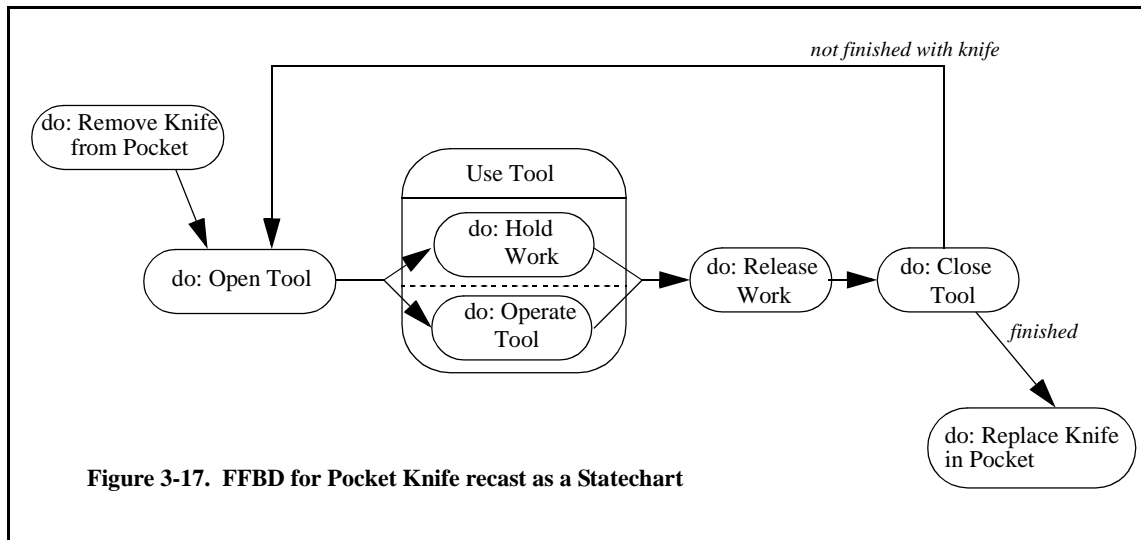 not finished with knife
do: Remove Knife
from Pocket
Use Tool
do: Hold
Work
do: Open Tool
do: Operate
Tool
do: Release
Work
do: Close
Tool
finished
do: Replace Knife
in Pocket
Figure 3-17. FFBD for Pocket Knife recast as a Statechart